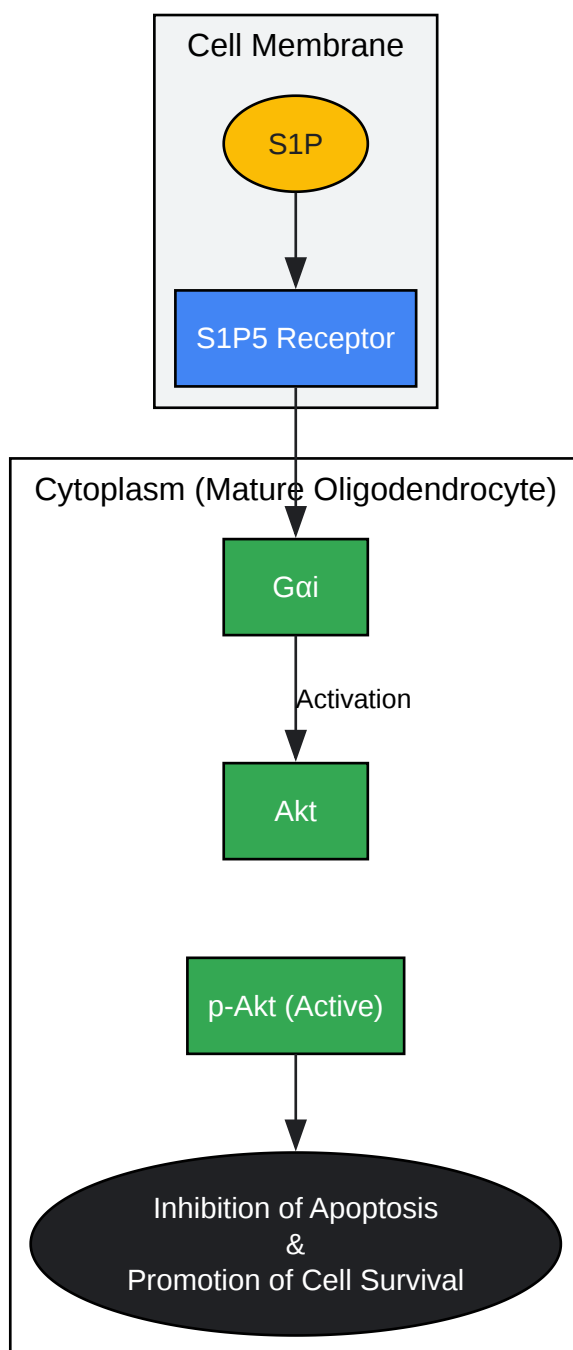 Cell Membrane
S1P
S1P5 Receptor
Cytoplasm (Mature Oligodendrocyte)
Gαi
Activation
Akt
p-Akt (Active)
Inhibition of Apoptosis
&
Promotion of Cell Survival